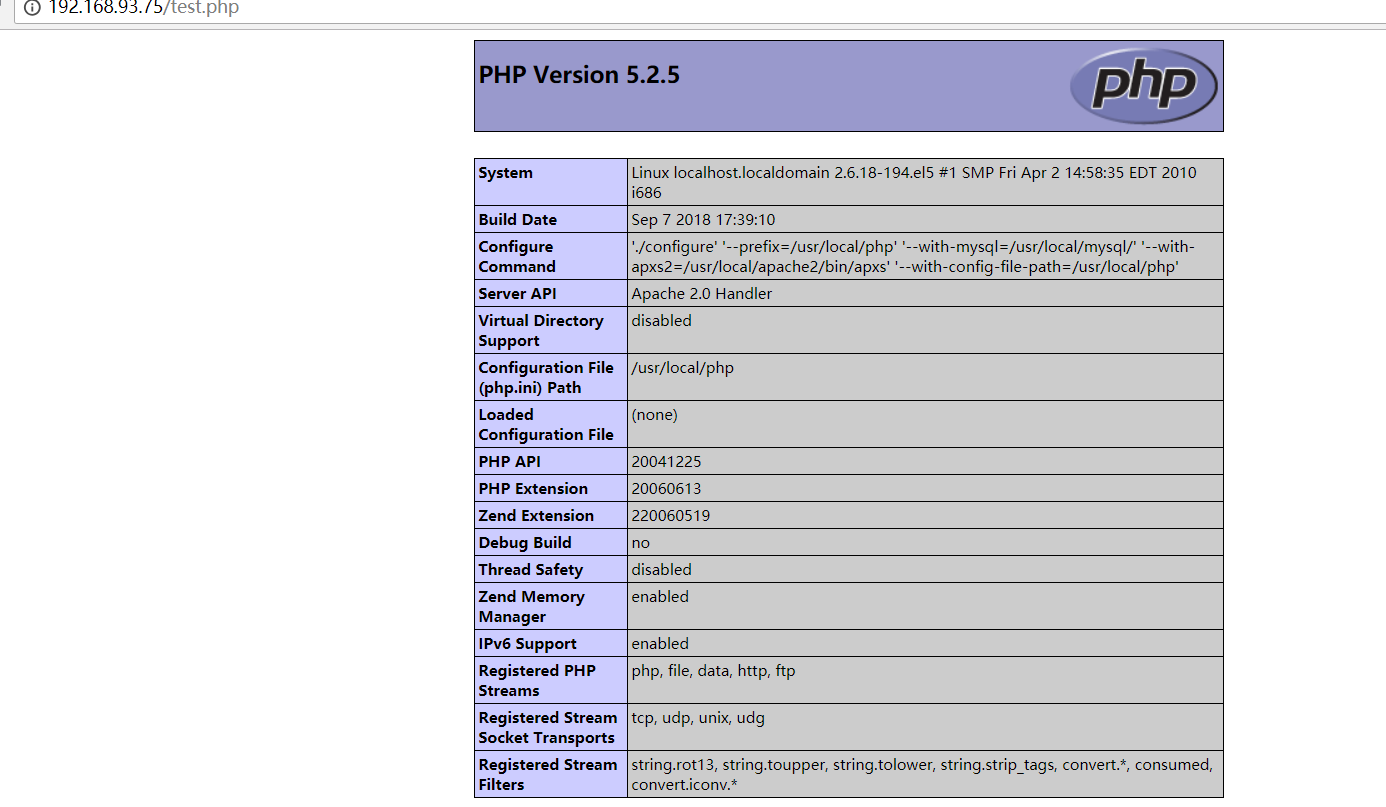 192.168.93.75/test.php
PHP Version 5.2.5
php
System
Linux localhost.localdomain 2.6.18-194.el5 #1 SMP Fri Apr 2 14:58:35 EDT 2010
i686
Build Date
Sep 7 2018 17:39:10
Configure
Command
'./configure' '--prefix=/usr/local/php' '--with-mysql=/usr/local/mysql/' '--with-
apxs2=/usr/local/apache2/bin/apxs' '--with-config-file-path=/usr/local/php'
Server API
Apache 2.0 Handler
Virtual Directory
Support
disabled
Configuration File
(php.ini) Path
/usr/local/php
Loaded
Configuration File
(none)
PHP API
20041225
PHP Extension
20060613
Zend Extension
220060519
Debug Build
no
Thread Safety
disabled
Zend Memory
Manager
enabled
IPv6 Support
enabled
Registered PHP
Streams
php, file, data, http, ftp
Registered Stream
Socket Transports
tcp, udp, unix, udg
Registered Stream
Filters
string.rot13, string.toupper, string.tolower, string.strip_tags, convert.*, consumed,
convert.iconv.*